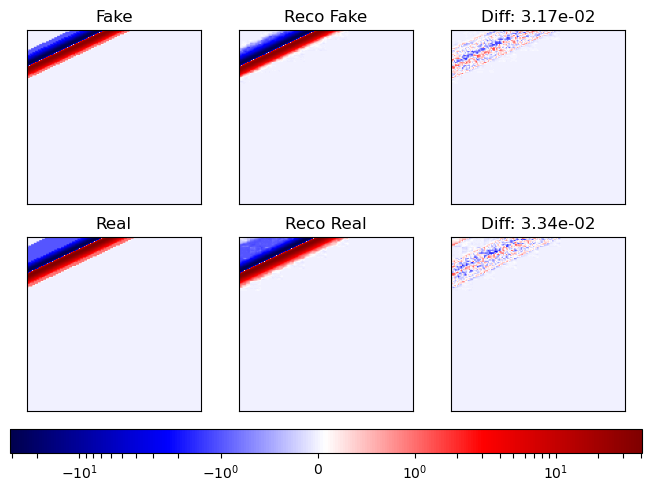 Fake
Reco Fake
Diff: 3.17e-02
Real
Reco Real
Diff: 3.34e-02
−10¹
−10⁰
0
10⁰
10¹